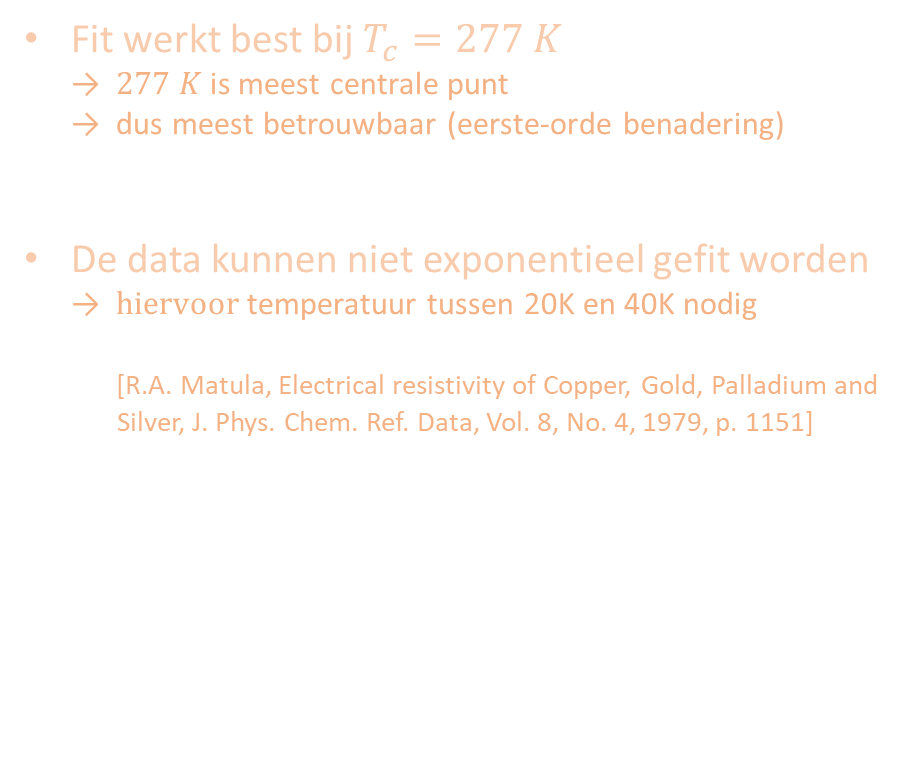 • Fit werkt best bij T_c = 277 K
→ 277 K is meest centrale punt
→ dus meest betrouwbaar (eerste-orde benadering)
• De data kunnen niet exponentieel gefit worden
→ hiervoor temperatuur tussen 20K en 40K nodig
[R.A. Matula, Electrical resistivity of Copper, Gold, Palladium and
Silver, J. Phys. Chem. Ref. Data, Vol. 8, No. 4, 1979, p. 1151]